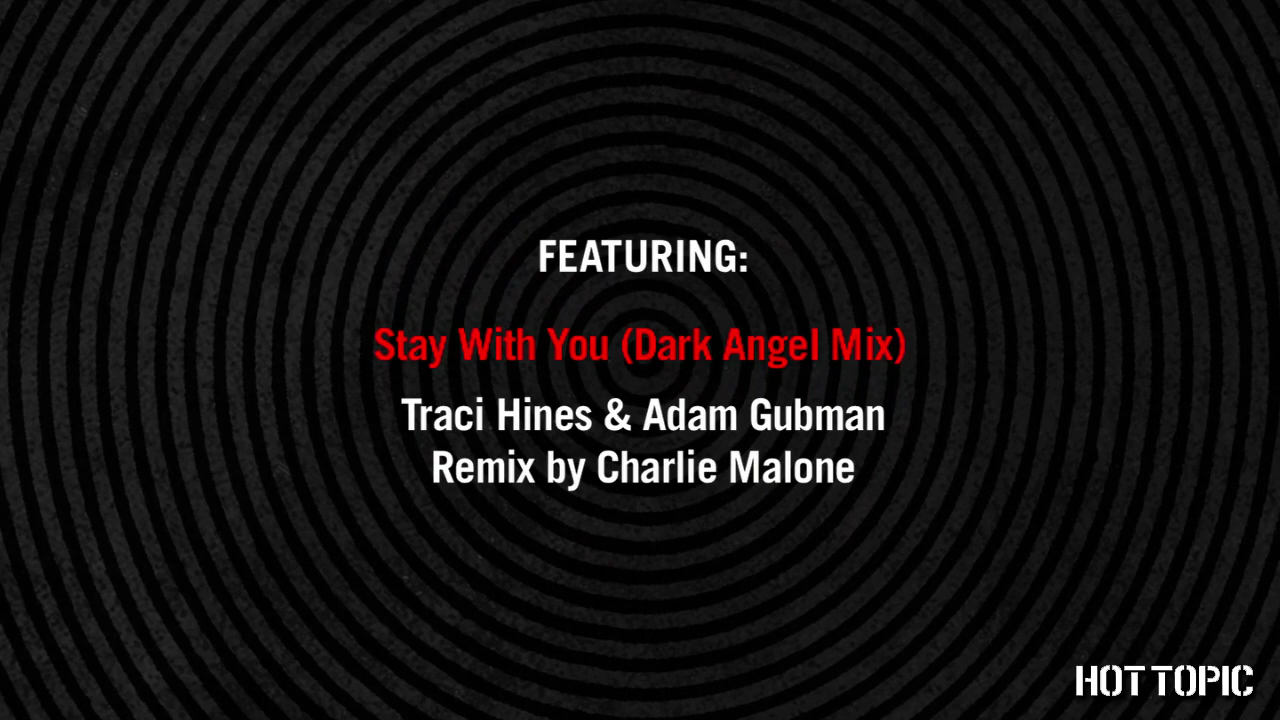 FEATURING:
Stay With You (Dark Angel Mix)
Traci Hines & Adam Gubman
Remix by Charlie Malone
HOT TOPIC